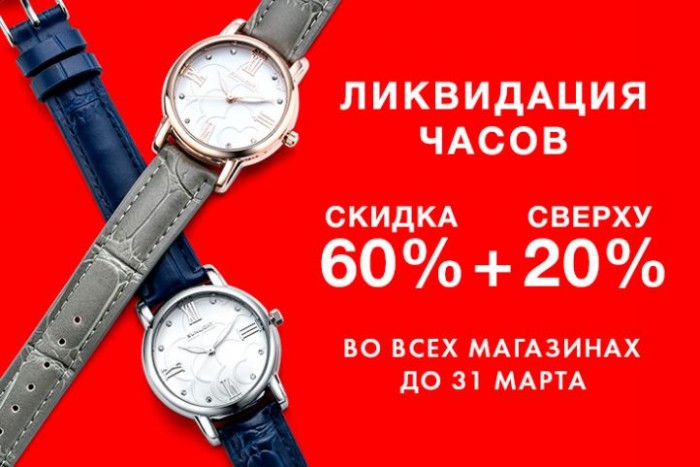 ЛИКВИДАЦИЯ
ЧАСОВ
СКИДКА СВЕРХУ
60% + 20%
ВО ВСЕХ МАГАЗИНАХ
ДО 31 МАРТА